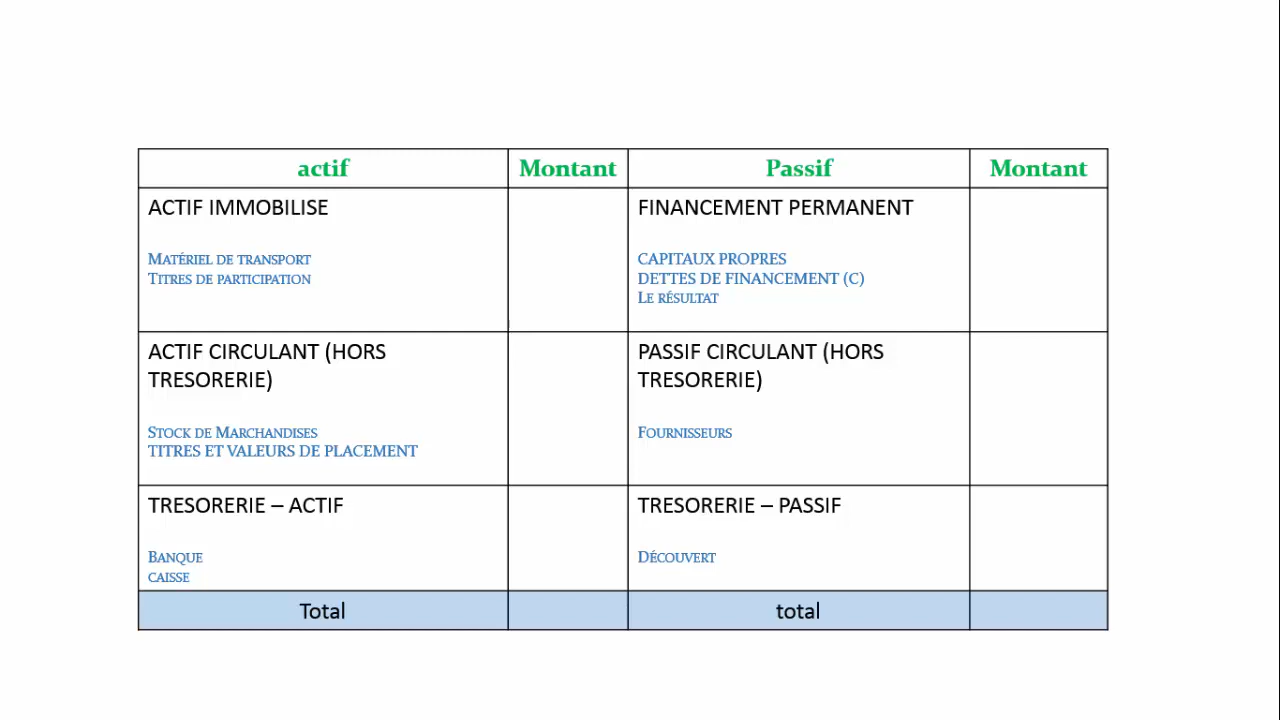 actif
Montant
Passif
Montant
ACTIF IMMOBILISE
MATÉRIEL DE TRANSPORT
TITRES DE PARTICIPATION
FINANCEMENT PERMANENT
CAPITAUX PROPRES
DETTES DE FINANCEMENT (C)
LE RÉSULTAT
ACTIF CIRCULANT (HORS
TRESORERIE)
STOCK DE MARCHANDISES
TITRES ET VALEURS DE PLACEMENT
PASSIF CIRCULANT (HORS
TRESORERIE)
FOURNISSEURS
TRESORERIE – ACTIF
BANQUE
CAISSE
TRESORERIE – PASSIF
DÉCOUVERT
Total
total